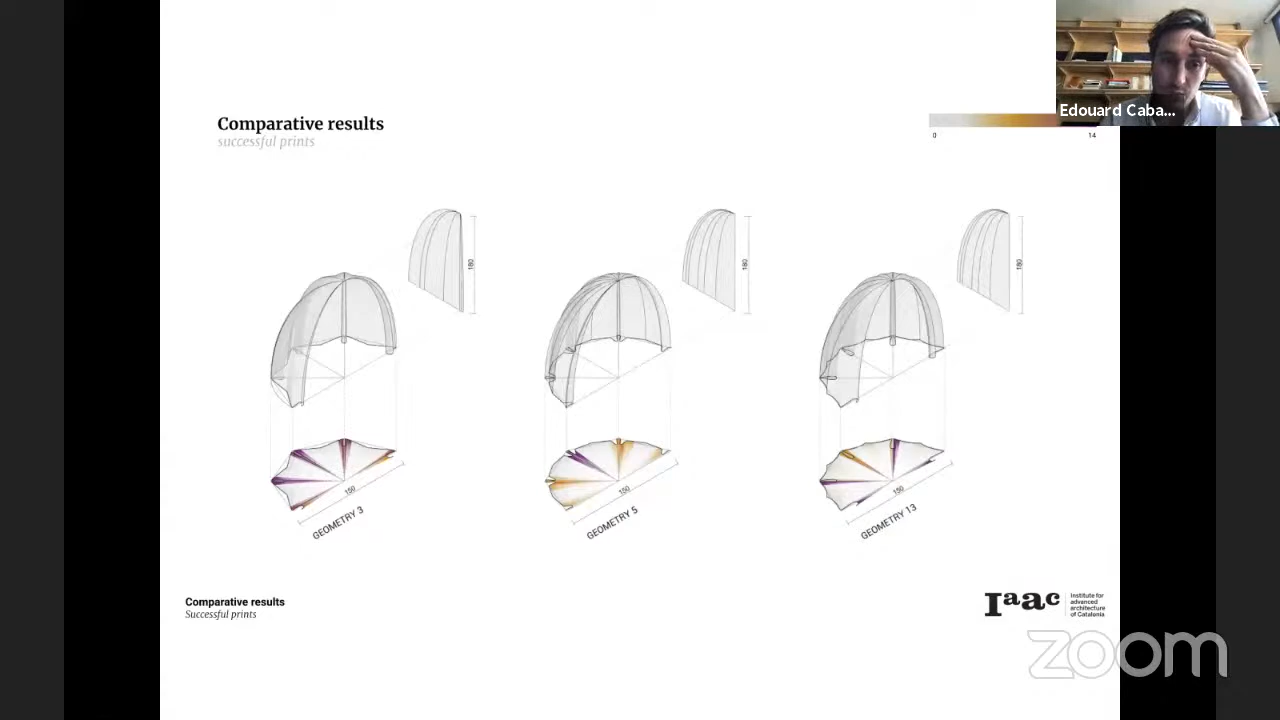 Edouard Caba...
Comparative results
successful prints
0
14
180
180
180
150
150
150
GEOMETRY 3
GEOMETRY 5
GEOMETRY 13
Comparative results
Successful prints
Iaac
Institute for
advanced
architecture
of Catalonia
zoom